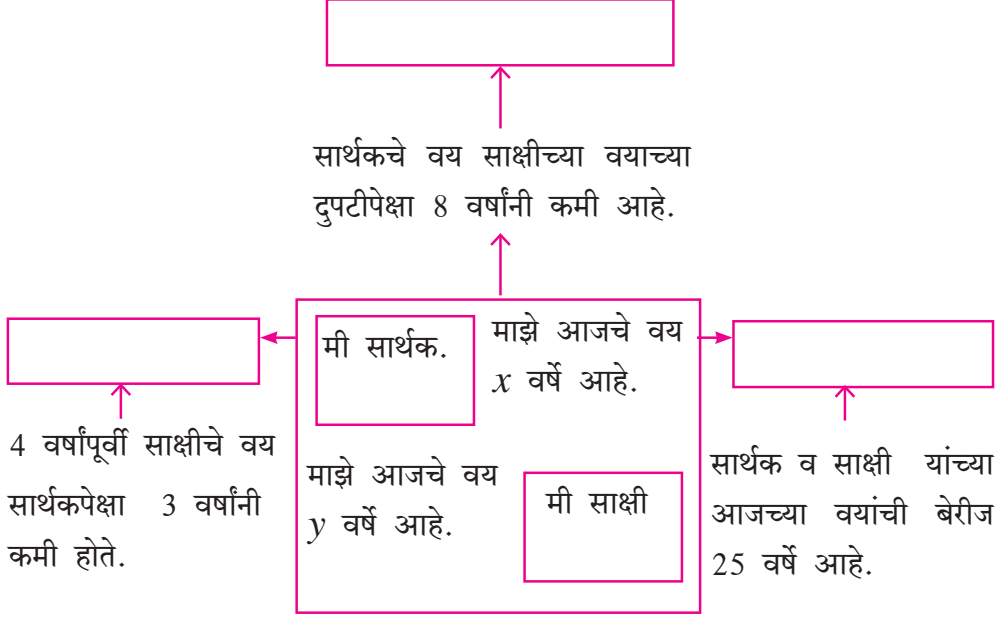 सार्थकचे वय साक्षीच्या वयाच्या
दुपटीपेक्षा 8 वर्षांनी कमी आहे.
मी सार्थक.
माझे आजचे वय
x वर्षे आहे.
4 वर्षांपूर्वी साक्षीचे वय
सार्थकपेक्षा 3 वर्षांनी
कमी होते.
माझे आजचे वय
y वर्षे आहे.
मी साक्षी
सार्थक व साक्षी यांच्या
आजच्या वयांची बेरीज
25 वर्षे आहे.